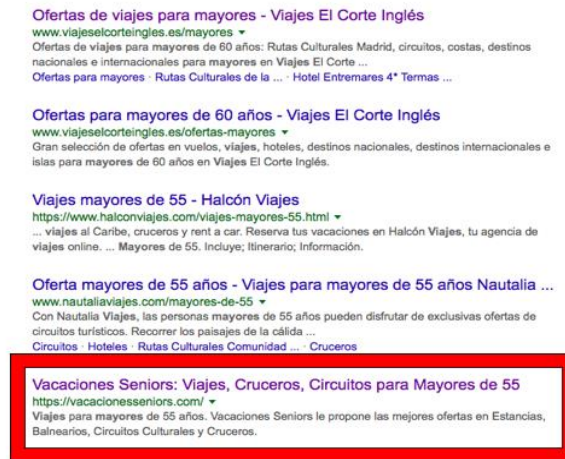 Ofertas de viajes para mayores - Viajes El Corte Inglés
www.viajeselcorteingles.es/mayores
Ofertas de viajes para mayores de 60 años: Rutas Culturales Madrid, circuitos, costas, destinos
nacionales e internacionales para mayores en Viajes El Corte ...
Ofertas para mayores · Rutas Culturales de la ... · Hotel Entremares 4* Termas ...
Ofertas para mayores de 60 años - Viajes El Corte Inglés
www.viajeselcorteingles.es/ofertas-mayores
Gran selección de ofertas en vuelos, viajes, hoteles, destinos nacionales, destinos internacionales e
islas para mayores de 60 años en Viajes El Corte Inglés.
Viajes mayores de 55 - Halcón Viajes
https://www.halconviajes.com/viajes-mayores-55.html
... viajes al Caribe, cruceros y rent a car. Reserva tus vacaciones en Halcón Viajes, tu agencia de
viajes online. ... Mayores de 55. Incluye; Itinerario; Información.
Oferta mayores de 55 años - Viajes para mayores de 55 años Nautalia ...
www.nautaliaviajes.com/mayores-de-55
Con Nautalia Viajes, las personas mayores de 55 años pueden disfrutar de exclusivas ofertas de
circuitos turísticos. Recorrer los paisajes de la cálida ...
Circuitos · Hoteles · Rutas Culturales Comunidad ... · Cruceros
Vacaciones Seniors: Viajes, Cruceros, Circuitos para Mayores de 55
https://vacacionesseniors.com/
Viajes para mayores de 55 años. Vacaciones Seniors le propone las mejores ofertas en Estancias,
Balnearios, Circuitos Culturales y Cruceros.